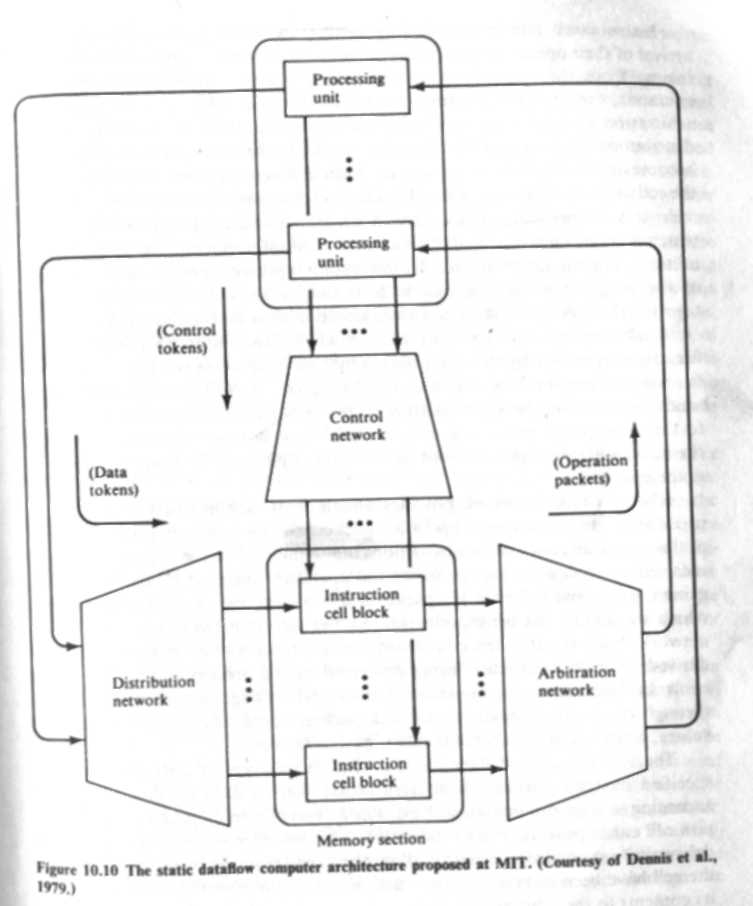 Processing
unit
Processing
unit
(Control
tokens)
Control
network
(Data
tokens)
(Operation
packets)
Instruction
cell block
Distribution
network
Arbitration
network
Instruction
cell block
Memory section
Figure 10.10 The static dataflow computer architecture proposed at MIT. (Courtesy of Dennis et al.,
1979.)